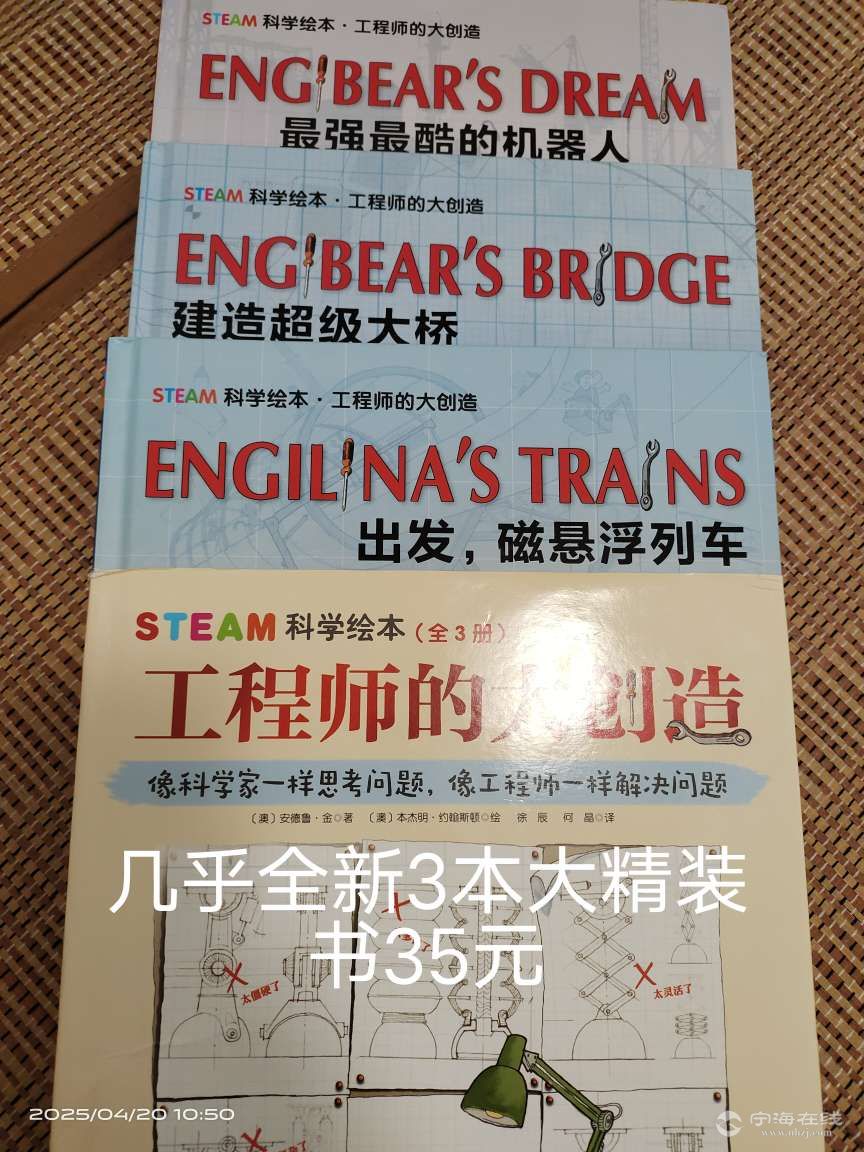 STEAM 科学绘本·工程师的大创造
ENGIBEAR'S DREAM
最强最酷的机器人
STEAM 科学绘本·工程师的大创造
ENGIBEAR'S BRIDGE
建造超级大桥
STEAM 科学绘本·工程师的大创造
ENGILINA'S TRAINS
出发，磁悬浮列车
STEAM 科学绘本（全3册）
工程师的大创造
像科学家一样思考问题，像工程师一样解决问题
〔澳〕安德鲁·金◎著 〔澳〕本杰明·约翰斯顿◎绘 徐辰 何晶◎译
几乎全新3本大精装
书35元
太僵硬了
太灵活了
2025/04/20 10:50
宁海在线
www.nhzj.com